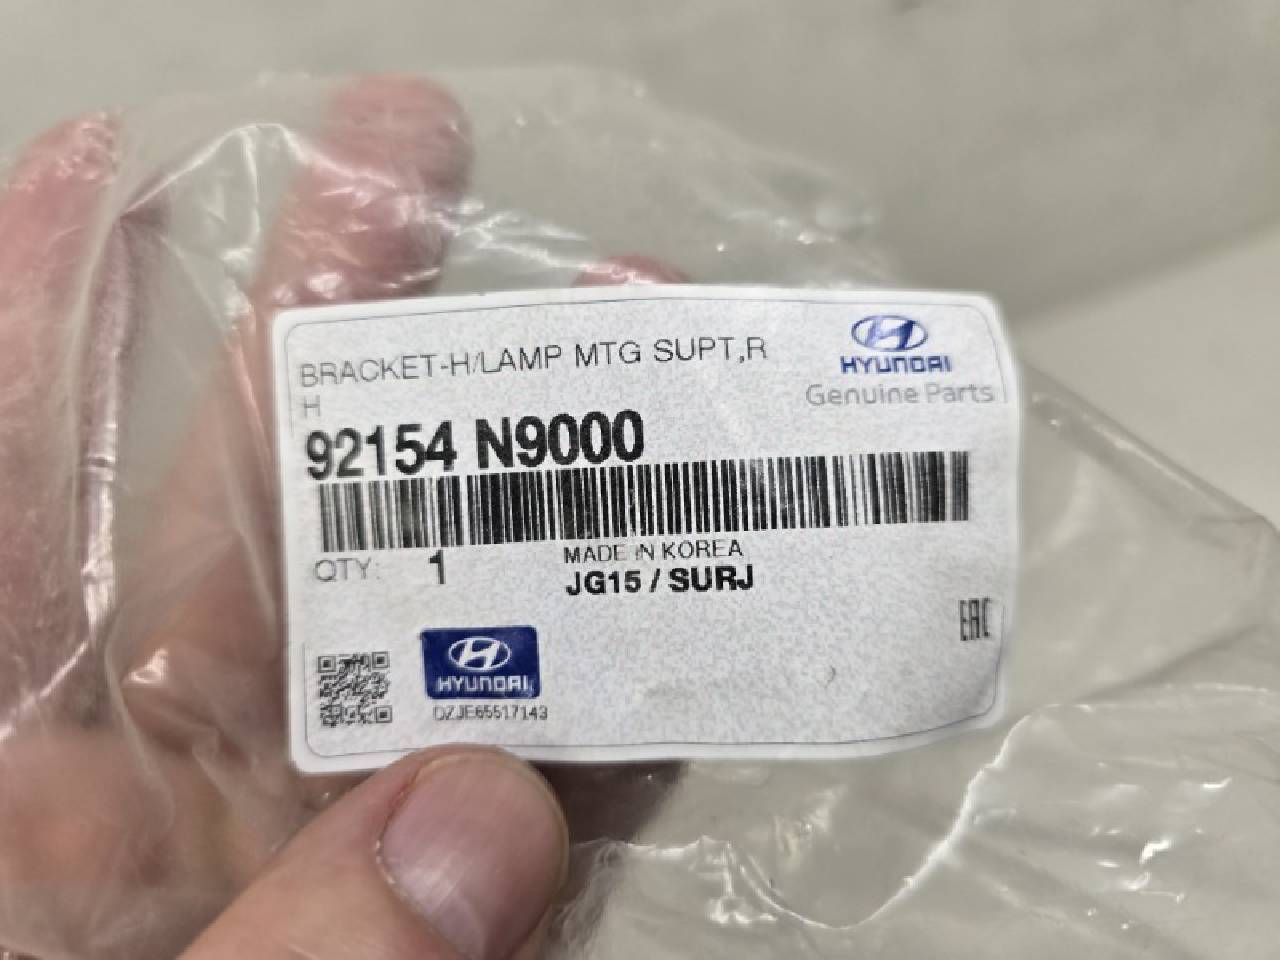 BRACKET-H/LAMP MTG SUPT,R
H
HYUNDAI
Genuine Parts
92154 N9000
QTY: 1
MADE IN KOREA
JG15 / SURJ
EAC
HYUNDAI
DZJE65517143